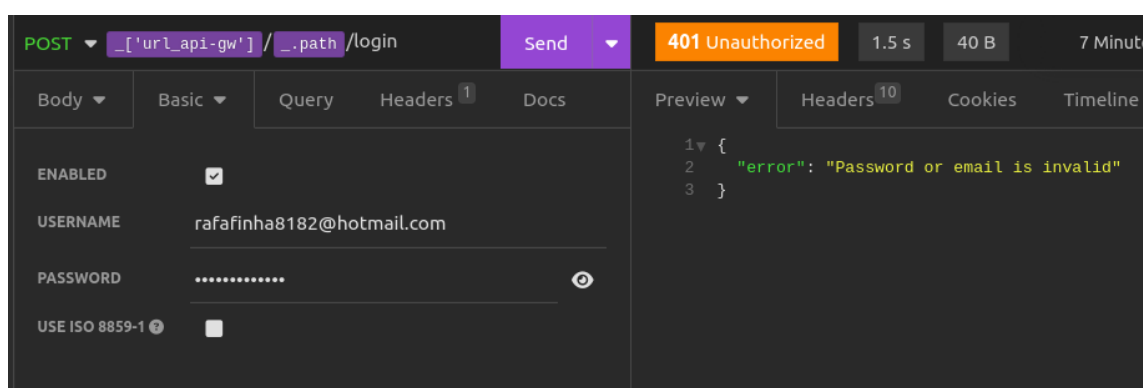 POST _['url_api-gw'] / _.path /login Send
Body Basic Query Headers 1 Docs
ENABLED
USERNAME rafafinha8182@hotmail.com
PASSWORD •••••••••••••
USE ISO 8859-1 ?
401 Unauthorized 1.5 s 40 B 7 Minut
Preview Headers 10 Cookies Timeline
1 {
2 "error": "Password or email is invalid"
3 }